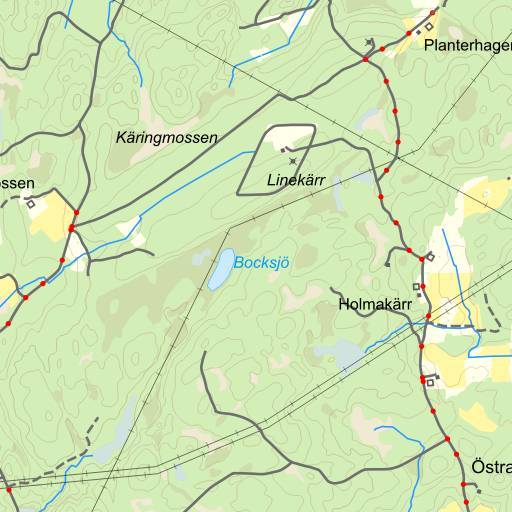 Planterhagen
Käringmossen
Linekärr
ossen
Bocksjö
Holmakärr
Östra